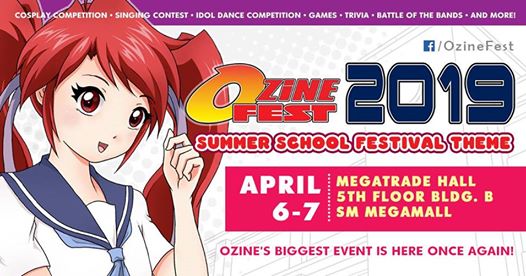 COSPLAY COMPETITION • SINGING CONTEST • IDOL DANCE COMPETITION • GAMES • TRIVIA • BATTLE OF THE BANDS • AND MORE!
f/OzineFest
OZINE FEST 2019
SUMMER SCHOOL FESTIVAL THEME
APRIL 6-7
MEGATRADE HALL
5TH FLOOR BLDG. B
SM MEGAMALL
OZINE'S BIGGEST EVENT IS HERE ONCE AGAIN!